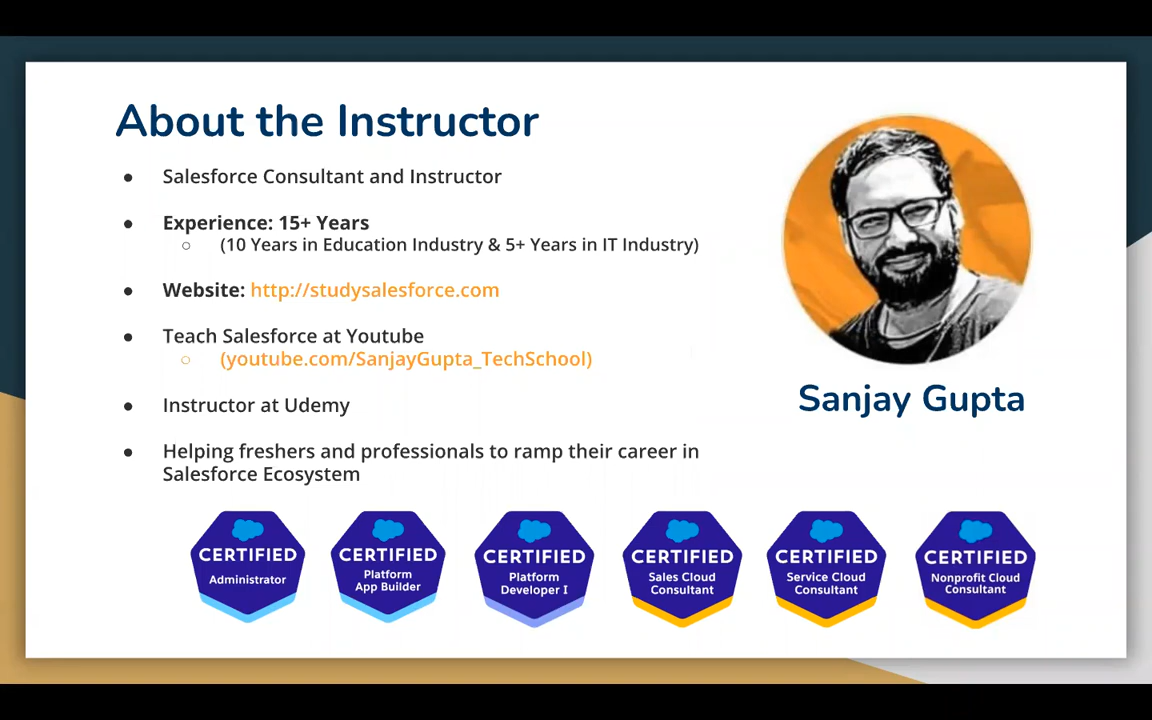 About the Instructor
● Salesforce Consultant and Instructor
● Experience: 15+ Years
○ (10 Years in Education Industry & 5+ Years in IT Industry)
● Website: http://studysalesforce.com
● Teach Salesforce at Youtube
○ (youtube.com/SanjayGupta_TechSchool)
● Instructor at Udemy
● Helping freshers and professionals to ramp their career in
Salesforce Ecosystem
Sanjay Gupta
CERTIFIED
Administrator
CERTIFIED
Platform
App Builder
CERTIFIED
Platform
Developer I
CERTIFIED
Sales Cloud
Consultant
CERTIFIED
Service Cloud
Consultant
CERTIFIED
Nonprofit Cloud
Consultant